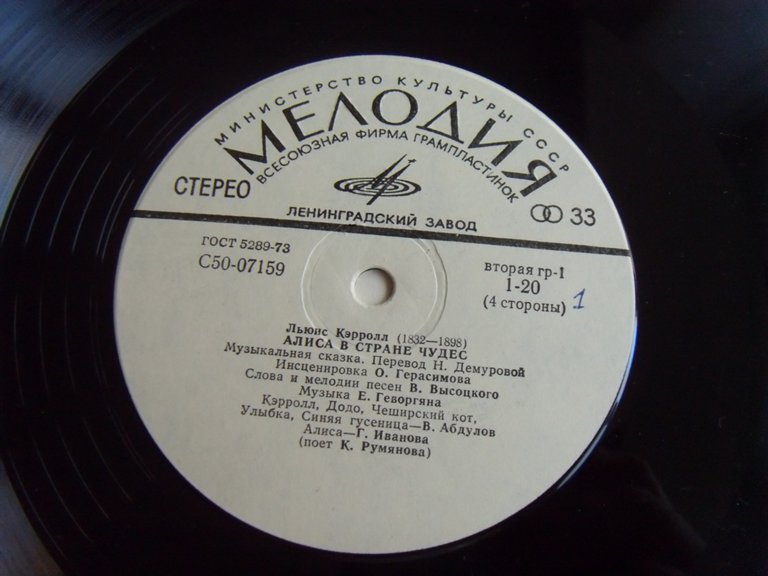 МИНИСТЕРСТВО КУЛЬТУРЫ СССР
МЕЛОДИЯ
ВСЕСОЮЗНАЯ ФИРМА ГРАМПЛАСТИНОК
СТЕРЕО
33
ЛЕНИНГРАДСКИЙ ЗАВОД
ГОСТ 5289-73
С50-07159
вторая гр-I
1-20
(4 стороны) 1
Льюис Кэрролл (1832—1898)
АЛИСА В СТРАНЕ ЧУДЕС
Музыкальная сказка. Перевод Н. Демуровой
Инсценировка О. Герасимова
Слова и мелодии песен В. Высоцкого
Музыка Е. Геворгяна
Кэрролл, Додо, Чеширский кот,
Улыбка, Синяя гусеница—В. Абдулов
Алиса—Г. Иванова
(поет К. Румянова)